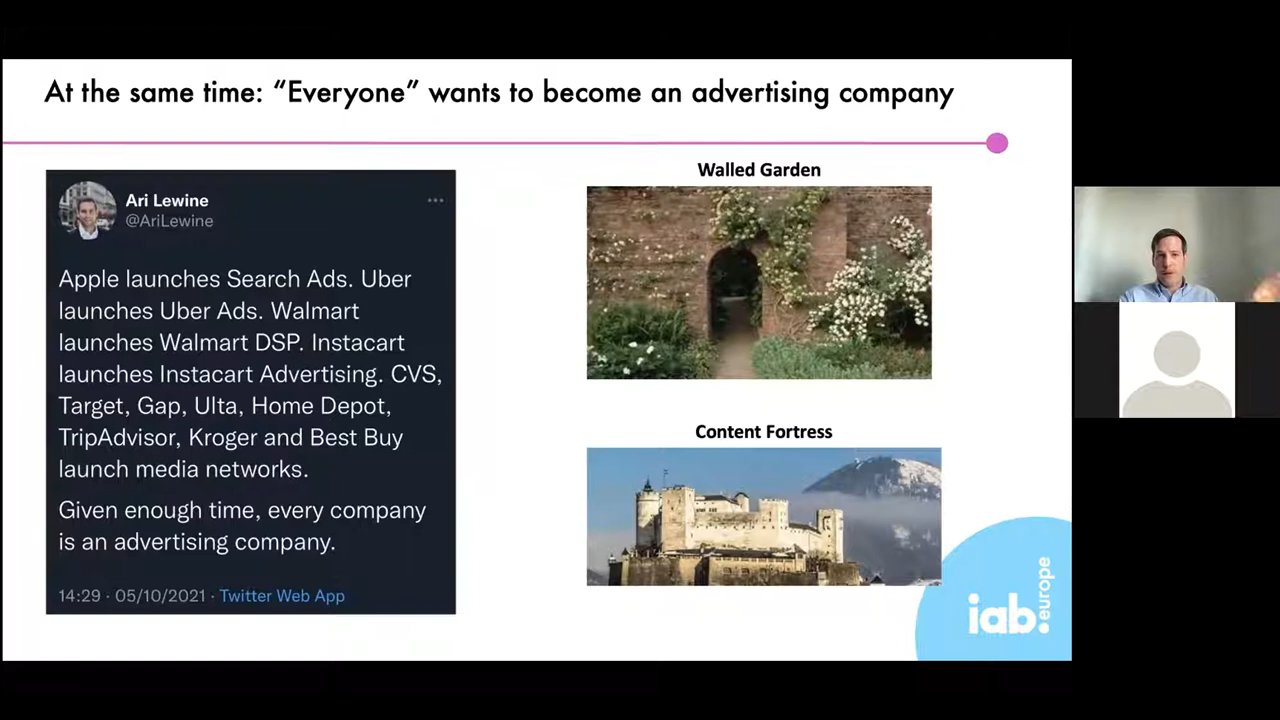 At the same time: “Everyone” wants to become an advertising company
Ari Lewine
@AriLewine
Apple launches Search Ads. Uber
launches Uber Ads. Walmart
launches Walmart DSP. Instacart
launches Instacart Advertising. CVS,
Target, Gap, Ulta, Home Depot,
TripAdvisor, Kroger and Best Buy
launch media networks.
Given enough time, every company
is an advertising company.
14:29 · 05/10/2021 · Twitter Web App
Walled Garden
Content Fortress
iab.
europe